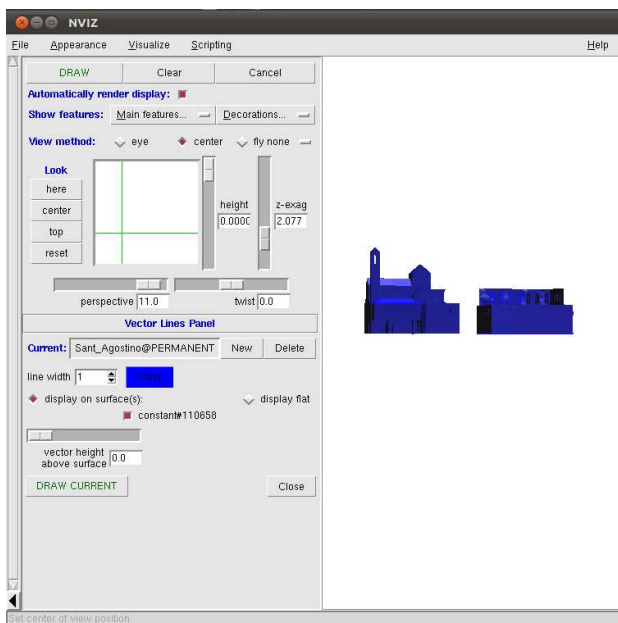 NVIZ
File Appearance Visualize Scripting Help
DRAW Clear Cancel
Automatically render display:
Show features: Main features... Decorations...
View method: eye center fly none
Look
here
center
top
reset
height z-exag
0.000 2.077
perspective 11.0 twist 0.0
Vector Lines Panel
Current: Sant_Agostino@PERMANENT New Delete
line width 1 Color
display on surface(s): display flat
constant#110658
vector height
above surface 0.0
DRAW CURRENT Close
Set center of view position